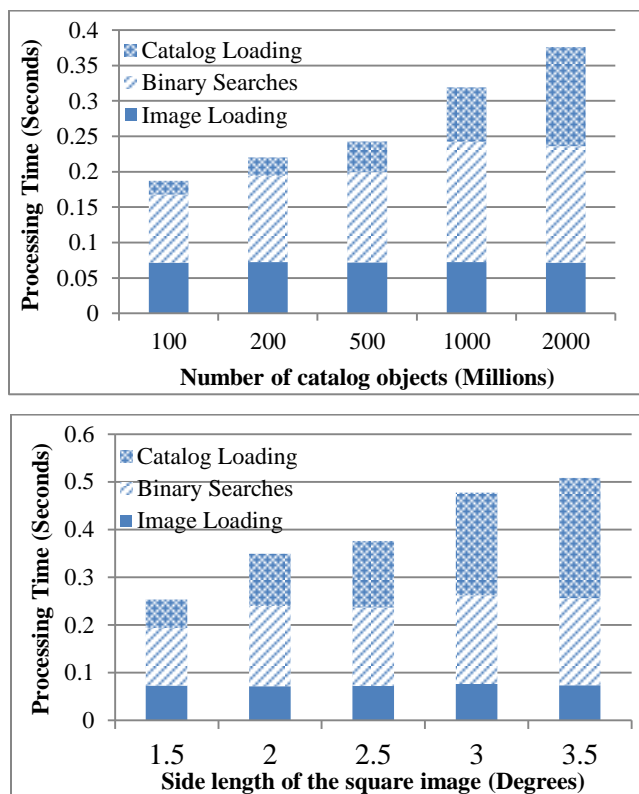 0.4
0.35
0.3
0.25
0.2
0.15
0.1
0.05
0
Processing Time (Seconds)
Catalog Loading
Binary Searches
Image Loading
100 200 500 1000 2000
Number of catalog objects (Millions)
0.6
0.5
0.4
0.3
0.2
0.1
0
Processing Time (Seconds)
Catalog Loading
Binary Searches
Image Loading
1.5 2 2.5 3 3.5
Side length of the square image (Degrees)